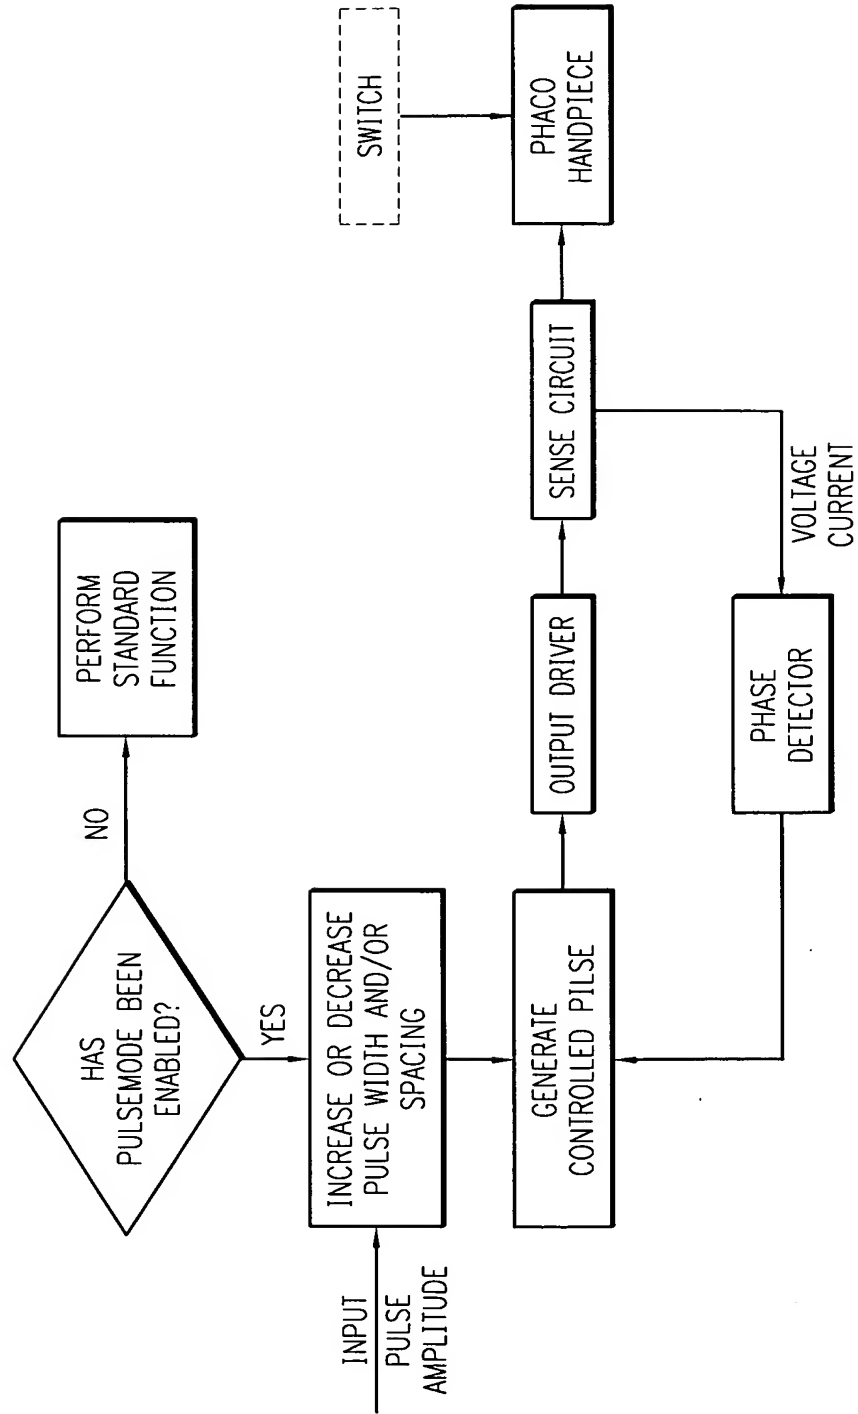 HAS
PULSEMODE BEEN
ENABLED?
NO
PERFORM
STANDARD
FUNCTION
YES
INPUT
PULSE
AMPLITUDE
INCREASE OR DECREASE
PULSE WIDTH AND/OR
SPACING
SWITCH
GENERATE
CONTROLLED PILSE
OUTPUT DRIVER
SENSE CIRCUIT
PHACO
HANDPIECE
PHASE
DETECTOR
VOLTAGE
CURRENT